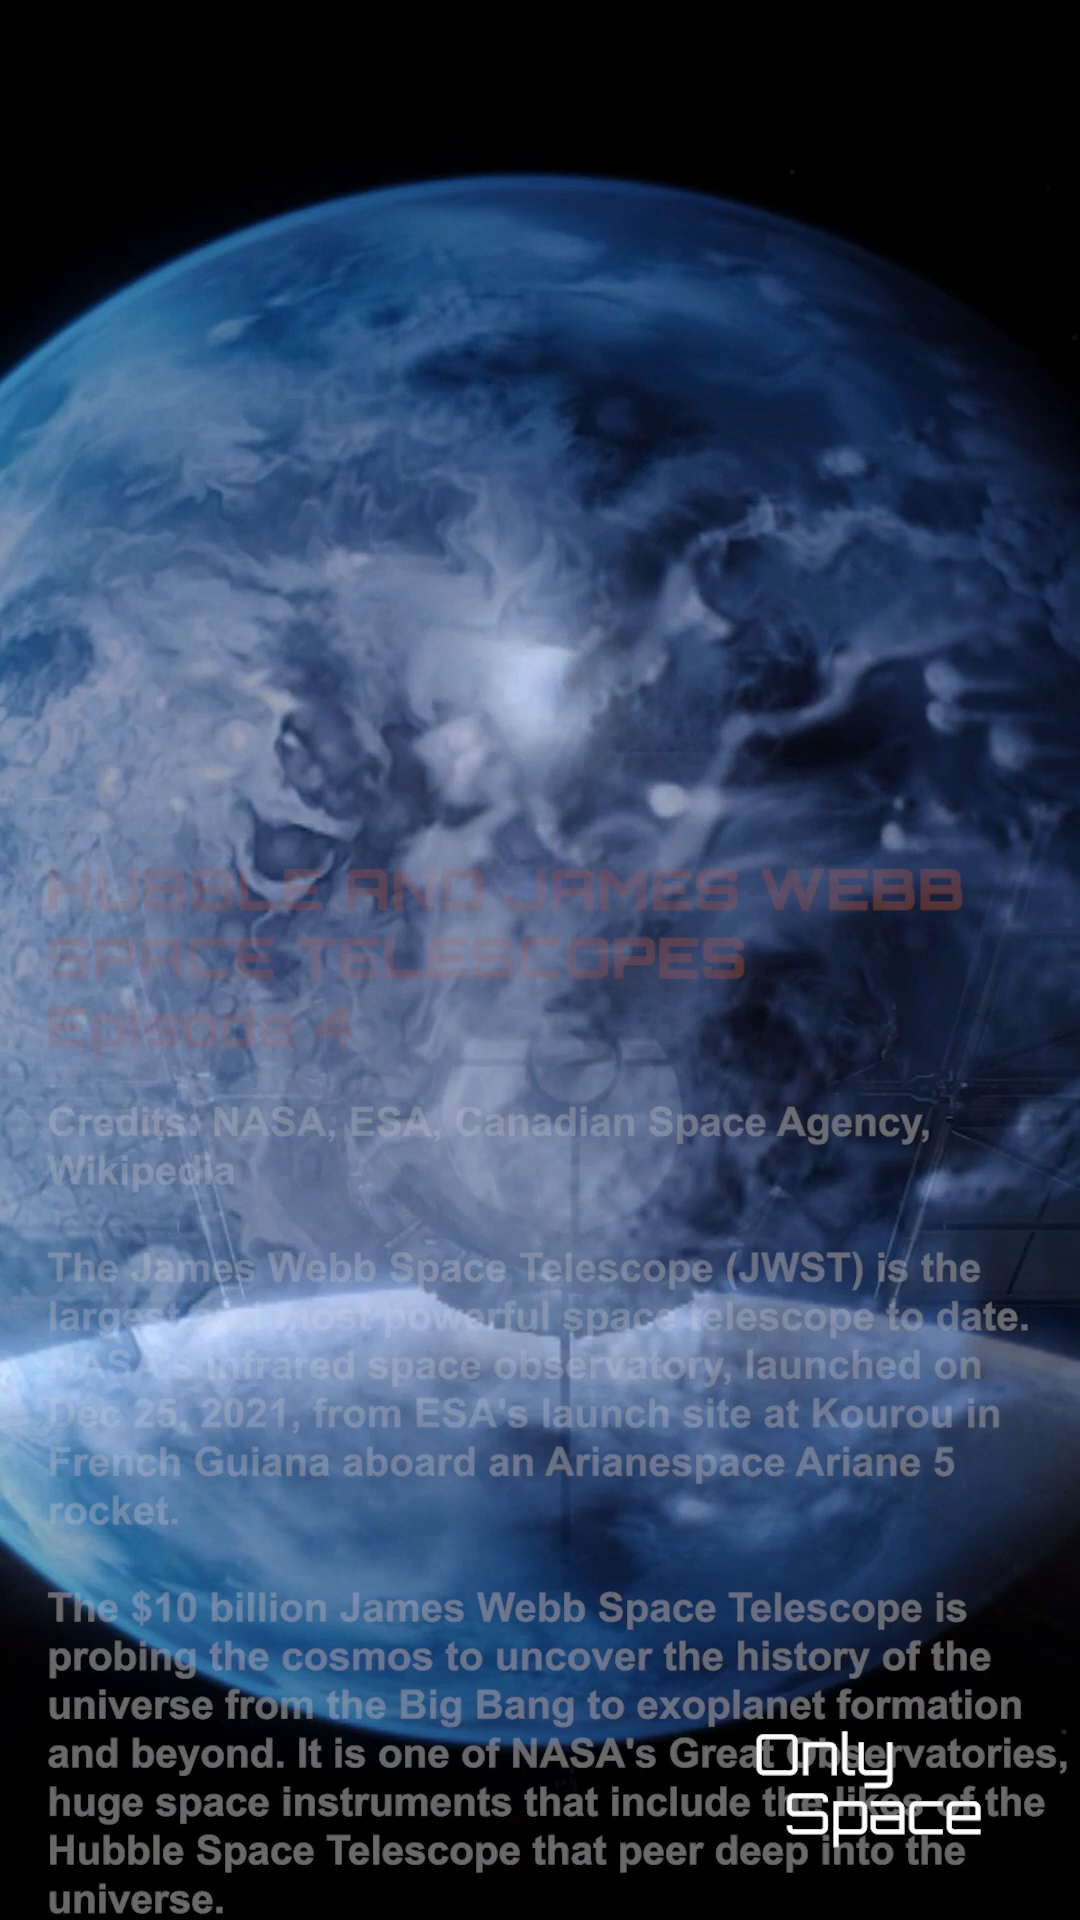 HUBBLE AND JAMES WEBB
SPACE TELESCOPES
Episode 4
Credits: NASA, ESA, Canadian Space Agency,
Wikipedia
The James Webb Space Telescope (JWST) is the
largest and most powerful space telescope to date.
NASA's infrared space observatory, launched on
Dec 25, 2021, from ESA's launch site at Kourou in
French Guiana aboard an Arianespace Ariane 5
rocket.
The $10 billion James Webb Space Telescope is
probing the cosmos to uncover the history of the
universe from the Big Bang to exoplanet formation
and beyond. It is one of NASA's Great Observatories,
huge space instruments that include the likes of the
Hubble Space Telescope that peer deep into the
universe.
Only
Space